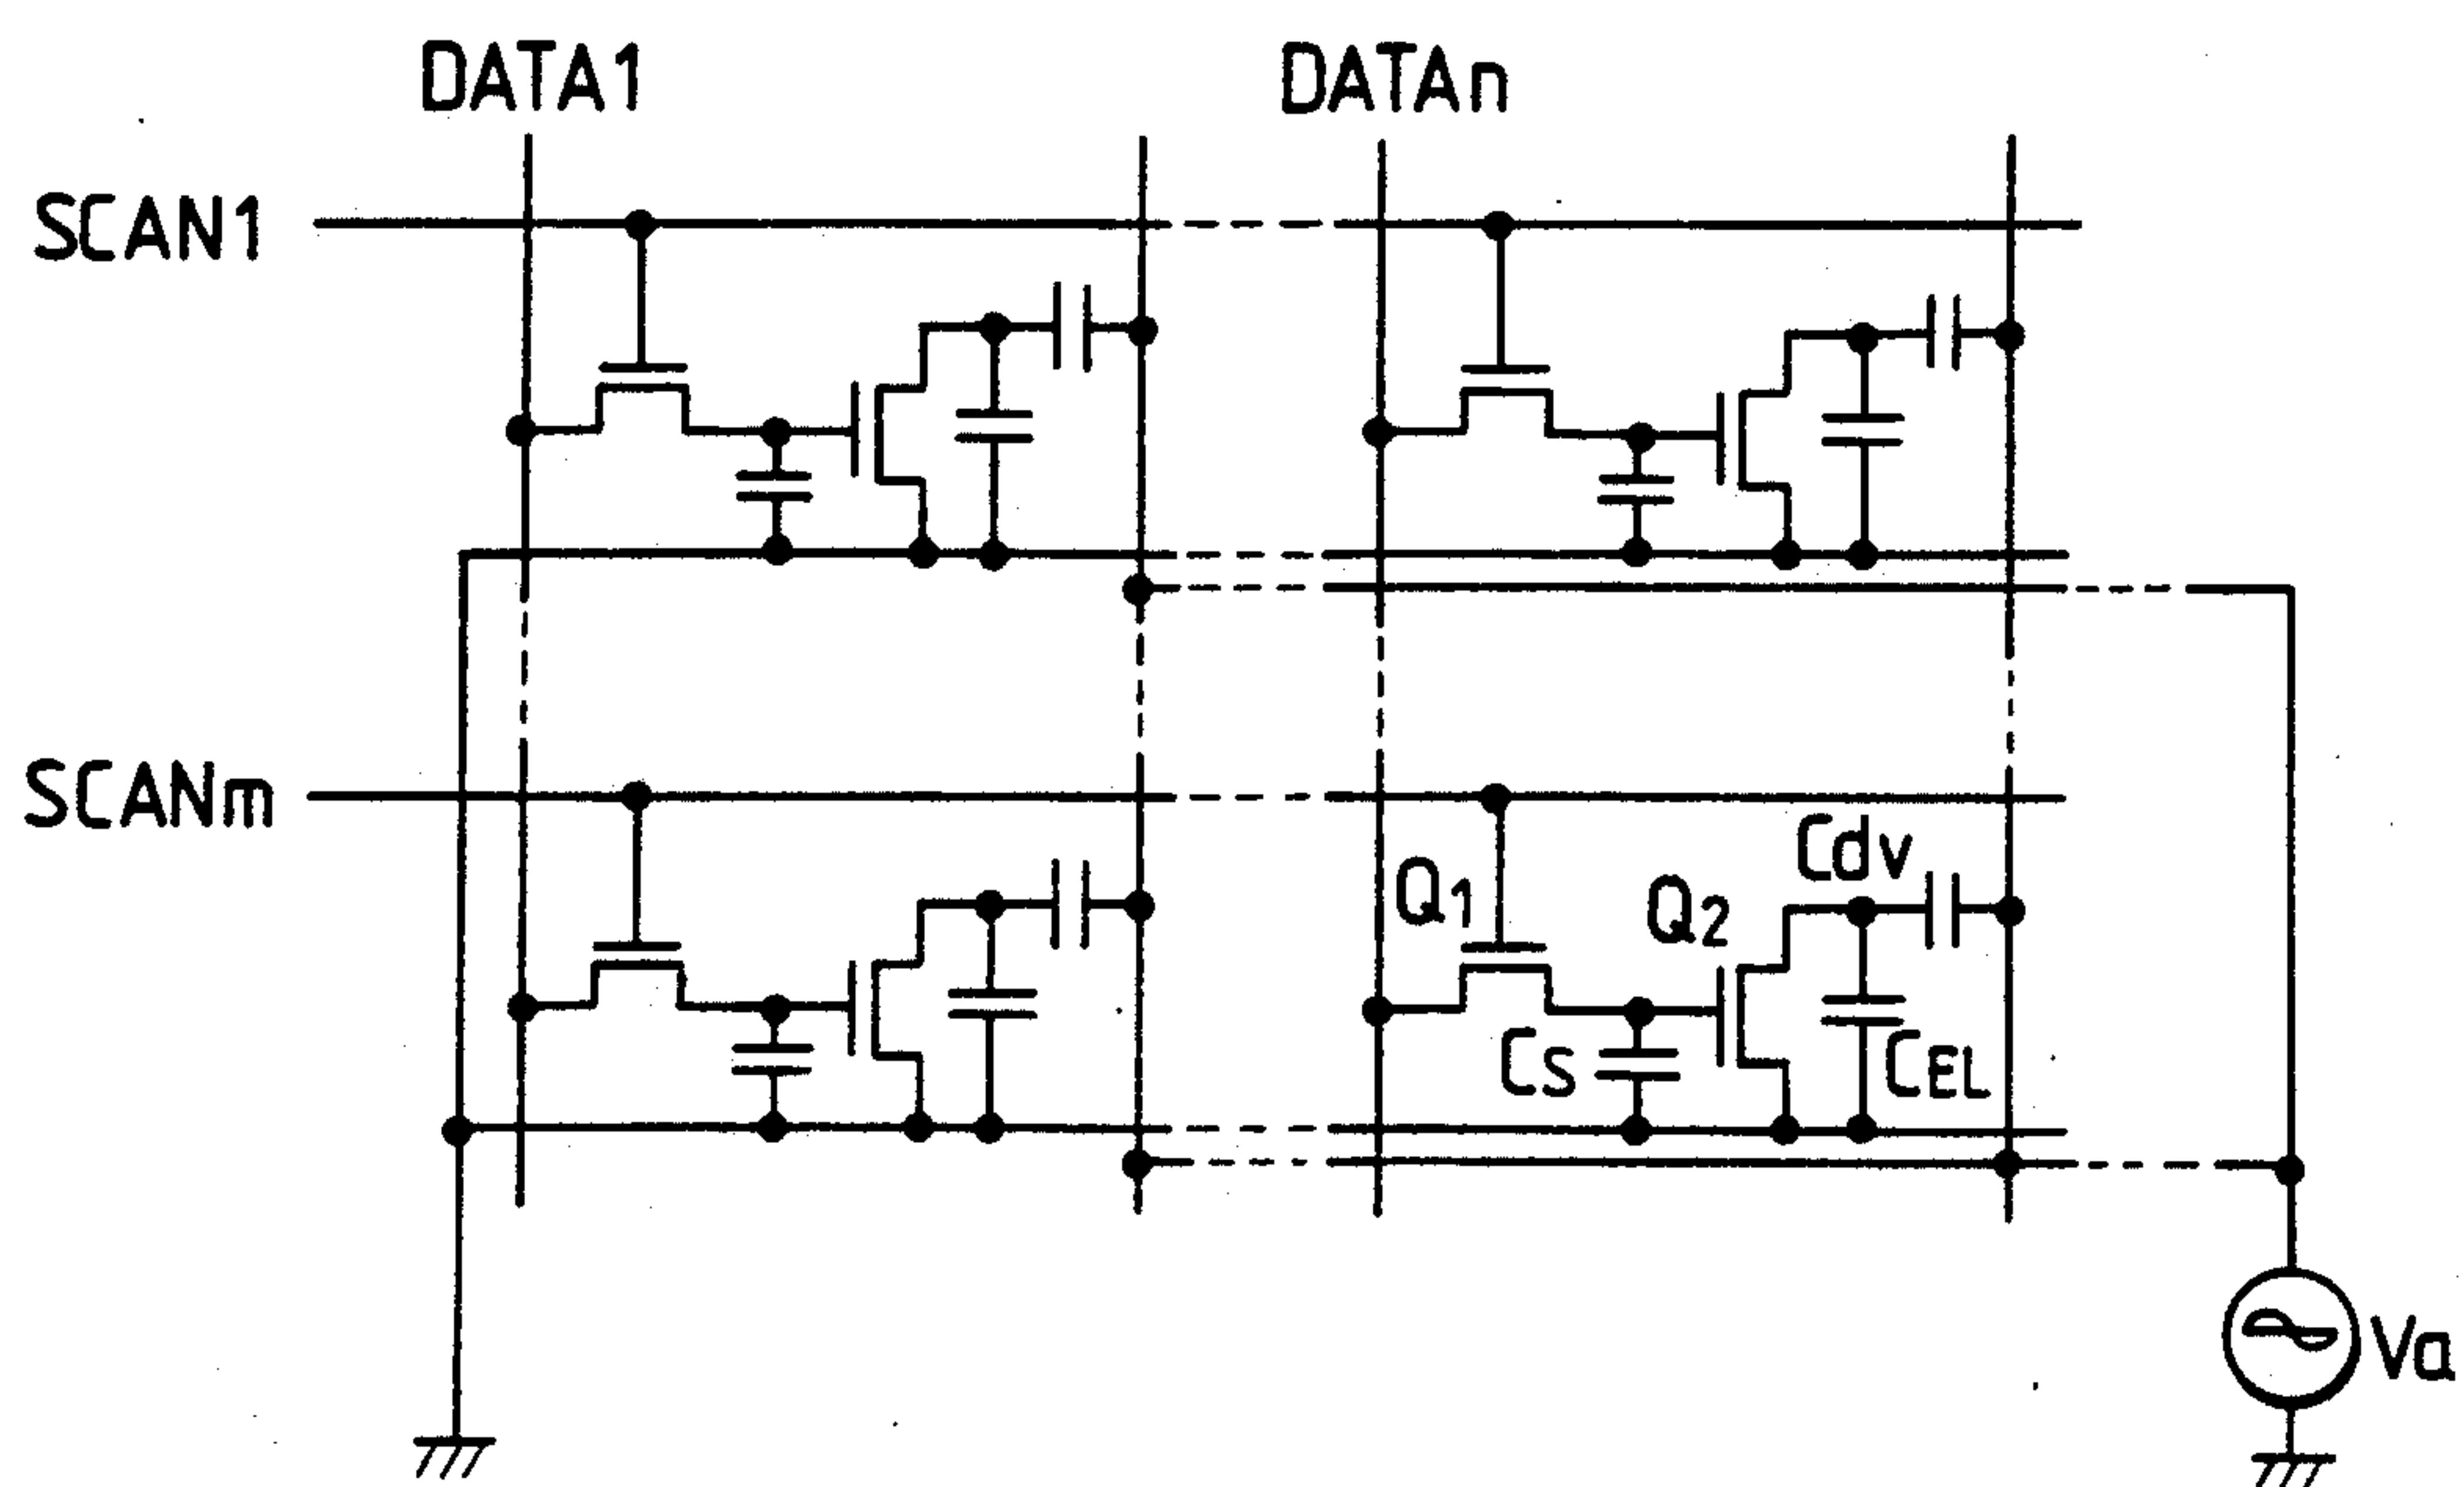 DATA1
DATAn
SCAN1
SCANm
Cdv
Q1
Q2
Cs
CEL
Va